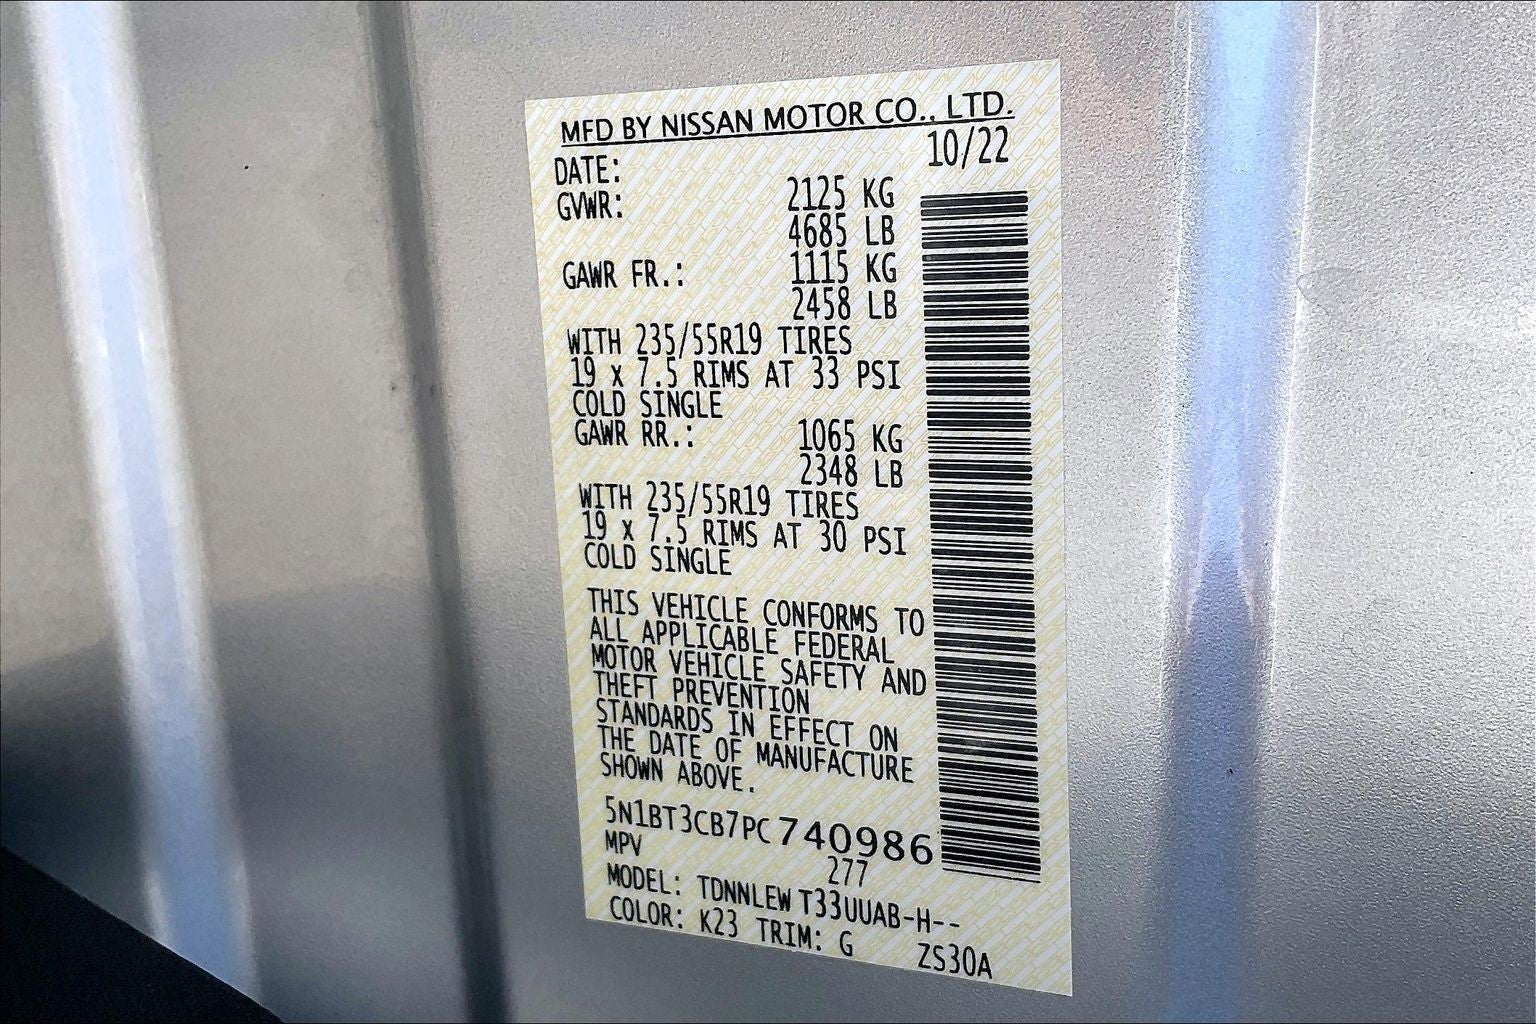 MFD BY NISSAN MOTOR CO., LTD.
DATE: 10/22
GVWR: 2125 KG
4685 LB
GAWR FR.: 1115 KG
2458 LB
WITH 235/55R19 TIRES
19 x 7.5 RIMS AT 33 PSI
COLD SINGLE
GAWR RR.: 1065 KG
2348 LB
WITH 235/55R19 TIRES
19 x 7.5 RIMS AT 30 PSI
COLD SINGLE
THIS VEHICLE CONFORMS TO
ALL APPLICABLE FEDERAL
MOTOR VEHICLE SAFETY AND
THEFT PREVENTION
STANDARDS IN EFFECT ON
THE DATE OF MANUFACTURE
SHOWN ABOVE.
5N1BT3CB7PC740986
MPV 277
MODEL: TDNNLEW T33UUAB-H--
COLOR: K23 TRIM: G ZS30A